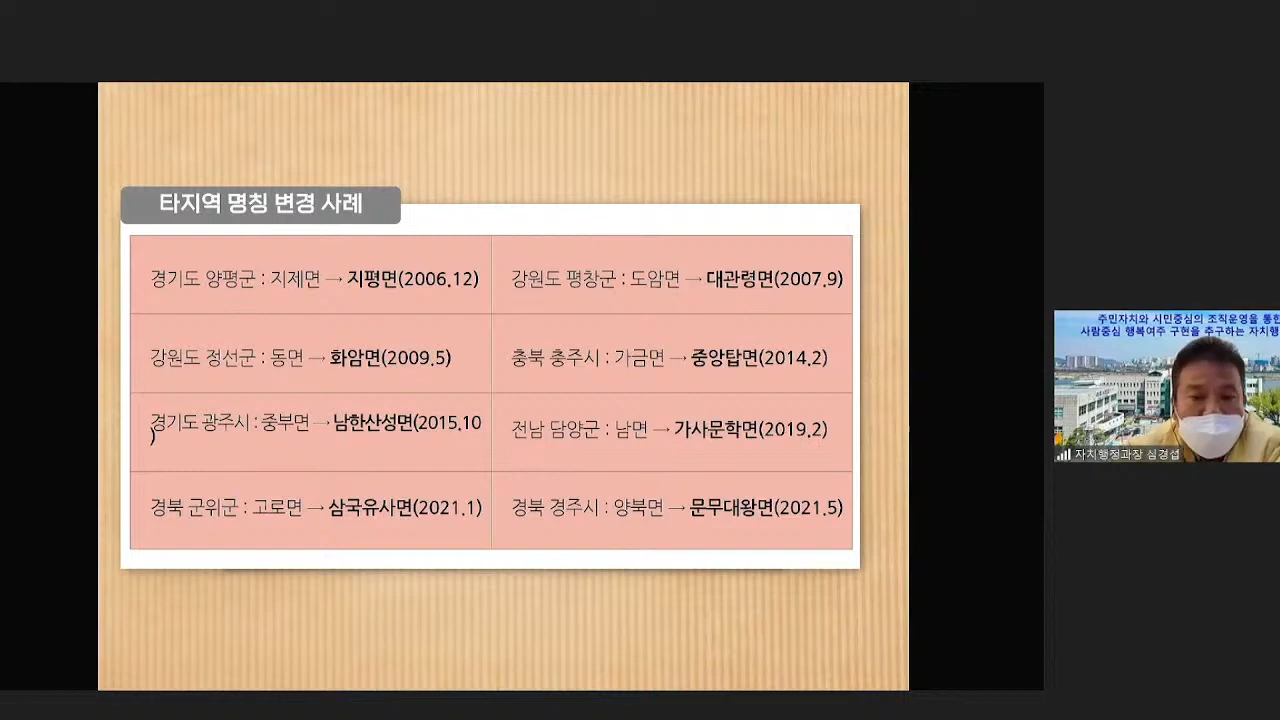 타지역 명칭 변경 사례
경기도 양평군 : 지제면 → 지평면(2006.12)
강원도 평창군 : 도암면 → 대관령면(2007.9)
강원도 정선군 : 동면 → 화암면(2009.5)
충북 충주시 : 가금면 → 중앙탑면(2014.2)
경기도 광주시 : 중부면 → 남한산성면(2015.10
)
전남 담양군 : 남면 → 가사문학면(2019.2)
경북 군위군 : 고로면 → 삼국유사면(2021.1)
경북 경주시 : 양북면 → 문무대왕면(2021.5)
주민자치와 시민중심의 조직운영을 통한
사람중심 행복여주 구현을 추구하는 자치행
자치행정과장 심경섭